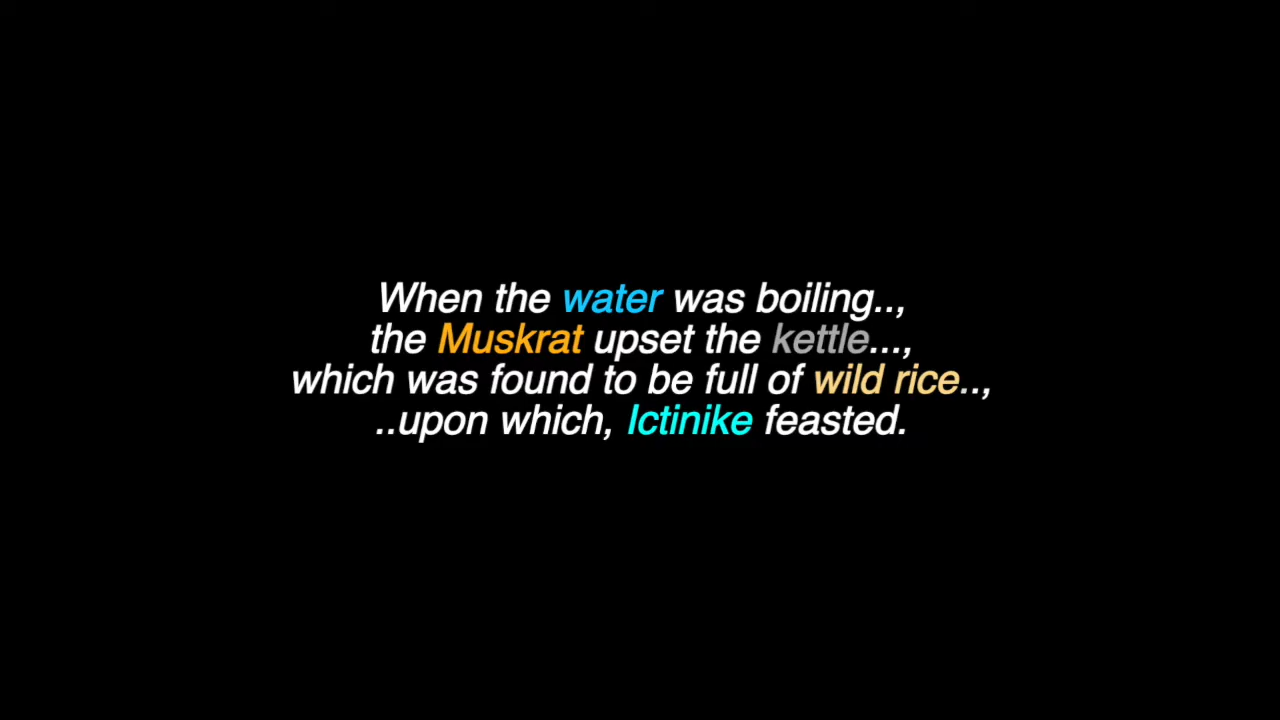 When the water was boiling..,
the Muskrat upset the kettle...,
which was found to be full of wild rice..,
..upon which, Ictinike feasted.